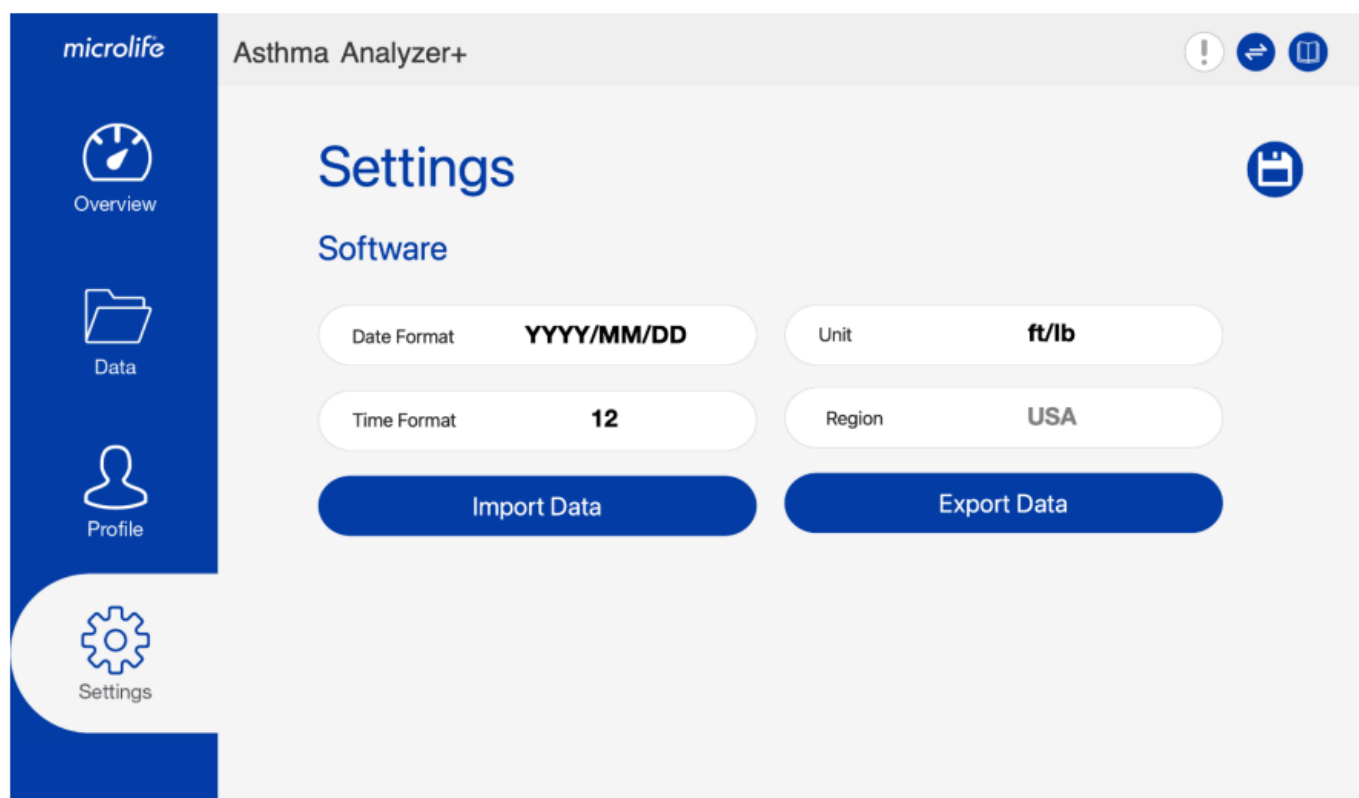 microlife
Asthma Analyzer+
Overview
Data
Profile
Settings
Settings
Software
Date Format YYYY/MM/DD
Unit ft/lb
Time Format 12
Region USA
Import Data
Export Data